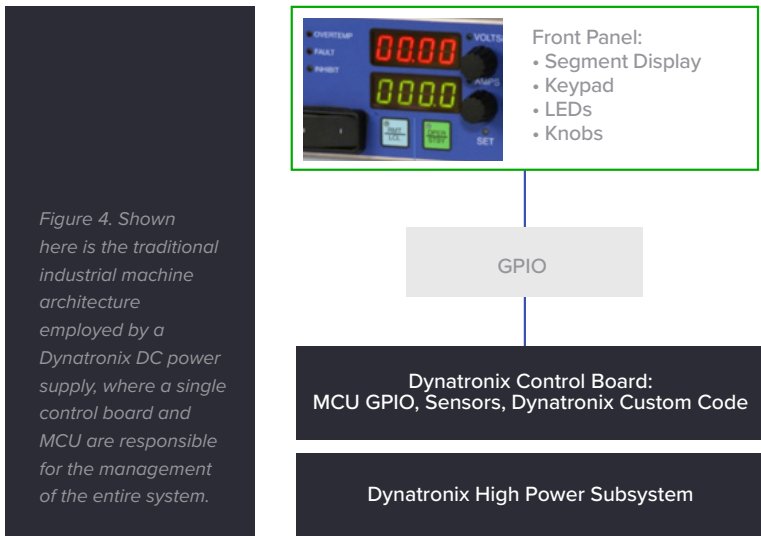 Figure 4. Shown
here is the traditional
industrial machine
architecture
employed by a
Dynatronix DC power
supply, where a single
control board and
MCU are responsible
for the management
of the entire system.
OVERTEMP
FAULT
INHIBIT
00.00
000.0
VOLTS
AMPS
SET
Front Panel:
• Segment Display
• Keypad
• LEDs
• Knobs
GPIO
Dynatronix Control Board:
MCU GPIO, Sensors, Dynatronix Custom Code
Dynatronix High Power Subsystem